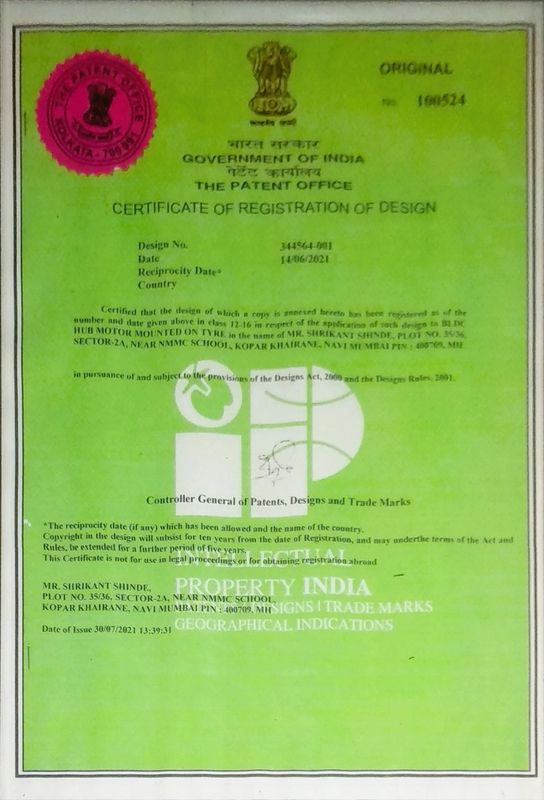 THE PATENT OFFICE
KOLKATA - 700 091
ORIGINAL
No. 100524
भारत सरकार
GOVERNMENT OF INDIA
पेटेंट कार्यालय
THE PATENT OFFICE
CERTIFICATE OF REGISTRATION OF DESIGN
Design No. 344564-001
Date 14/06/2021
Reciprocity Date*
Country
Certified that the design of which a copy is annexed hereto has been registered as of the
number and date given above in class 12-16 in respect of the application of such design to BLDC
HUB MOTOR MOUNTED ON TYRE in the name of MR. SHRIKANT SHINDE, PLOT NO. 35/36,
SECTOR-2A, NEAR NMMC SCHOOL, KOPAR KHAIRANE, NAVI MUMBAI PIN : 400709, MH
in pursuance of and subject to the provisions of the Designs Act, 2000 and the Designs Rules, 2001.
Controller General of Patents, Designs and Trade Marks
*The reciprocity date (if any) which has been allowed and the name of the country.
Copyright in the design will subsist for ten years from the date of Registration, and may underthe terms of the Act and
Rules, be extended for a further period of five years.
This Certificate is not for use in legal proceedings or for obtaining registration abroad
INTELLECTUAL
PROPERTY INDIA
DESIGNS | TRADE MARKS
GEOGRAPHICAL INDICATIONS
MR. SHRIKANT SHINDE,
PLOT NO. 35/36, SECTOR-2A, NEAR NMMC SCHOOL,
KOPAR KHAIRANE, NAVI MUMBAI PIN : 400709, MH
Date of Issue 30/07/2021 13:39:31